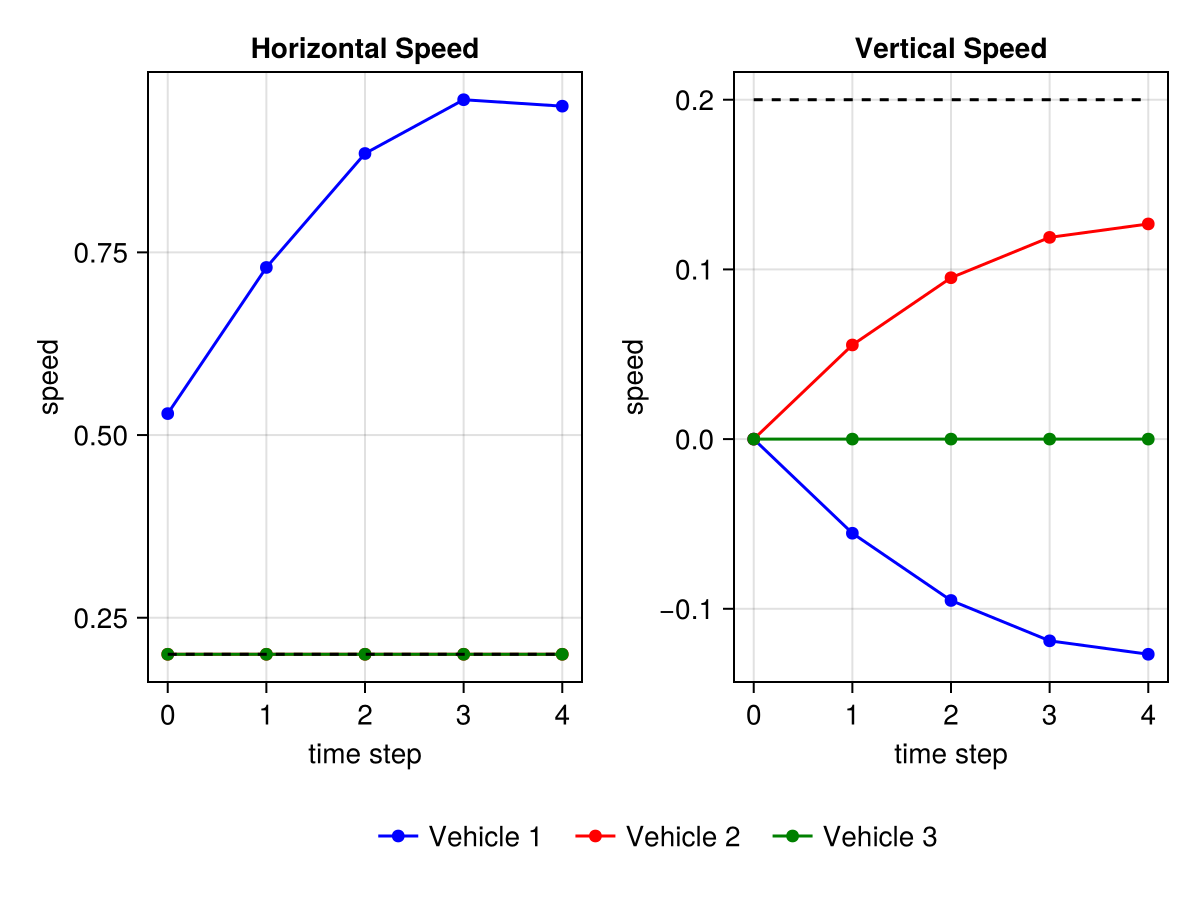 Horizontal Speed
Vertical Speed
speed
0.75
0.50
0.25
0 1 2 3 4
time step
speed
0.2
0.1
0.0
−0.1
0 1 2 3 4
time step
Vehicle 1 Vehicle 2 Vehicle 3